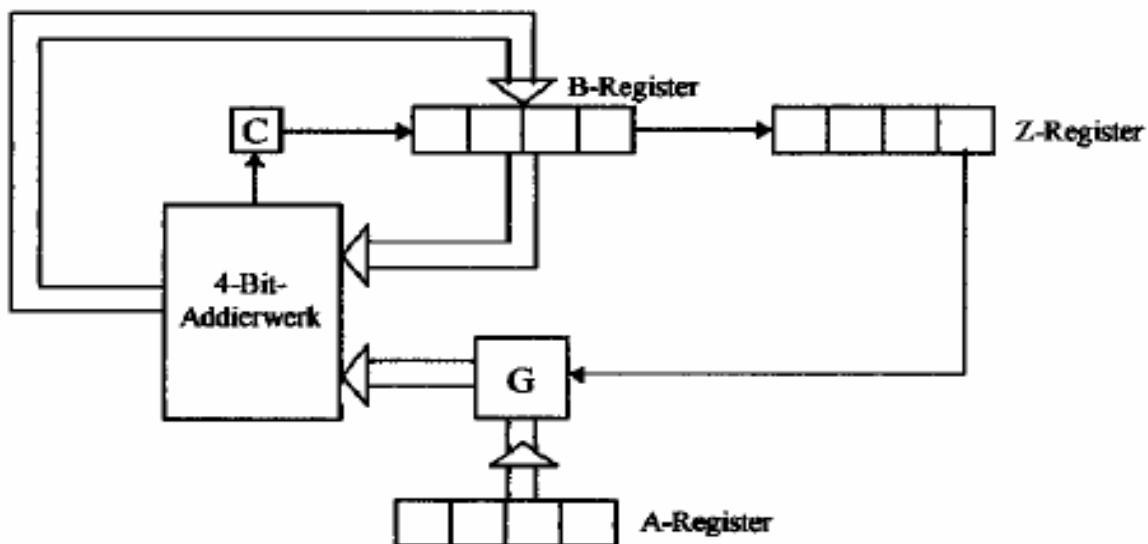 B-Register
C
Z-Register
4-Bit-
Addierwerk
G
A-Register